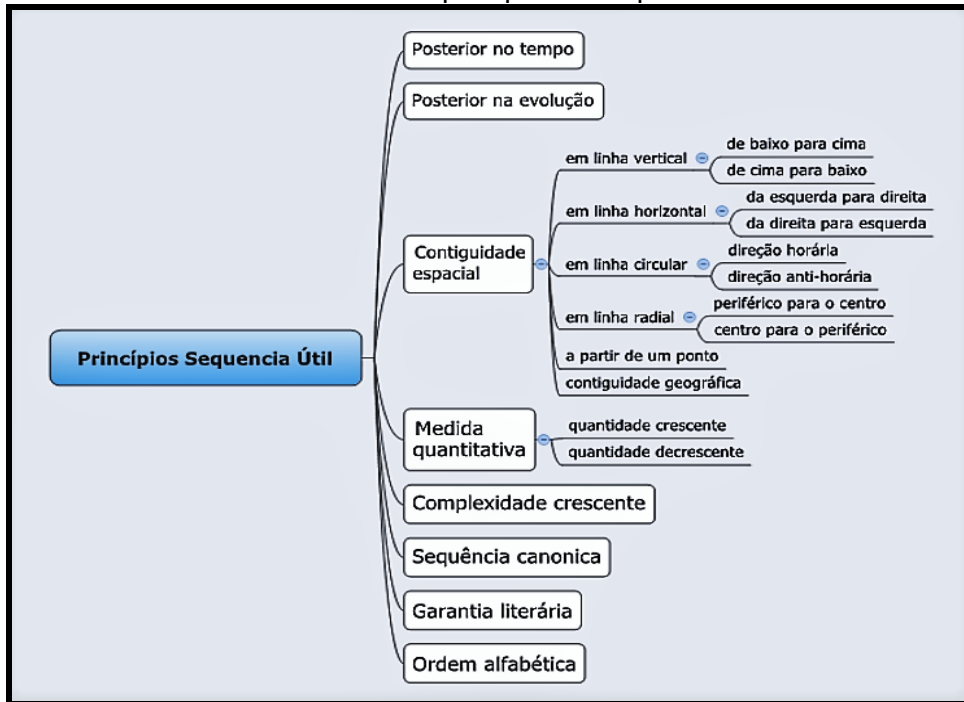 Posterior no tempo
Posterior na evolução
de baixo para cima
em linha vertical
de cima para baixo
da esquerda para direita
em linha horizontal
da direita para esquerda
Contiguidade
espacial
direção horária
em linha circular
direção anti-horária
periférico para o centro
em linha radial
centro para o periférico
a partir de um ponto
contiguidade geográfica
Princípios Sequencia Útil
Medida
quantitativa
quantidade crescente
quantidade decrescente
Complexidade crescente
Sequência canonica
Garantia literária
Ordem alfabética